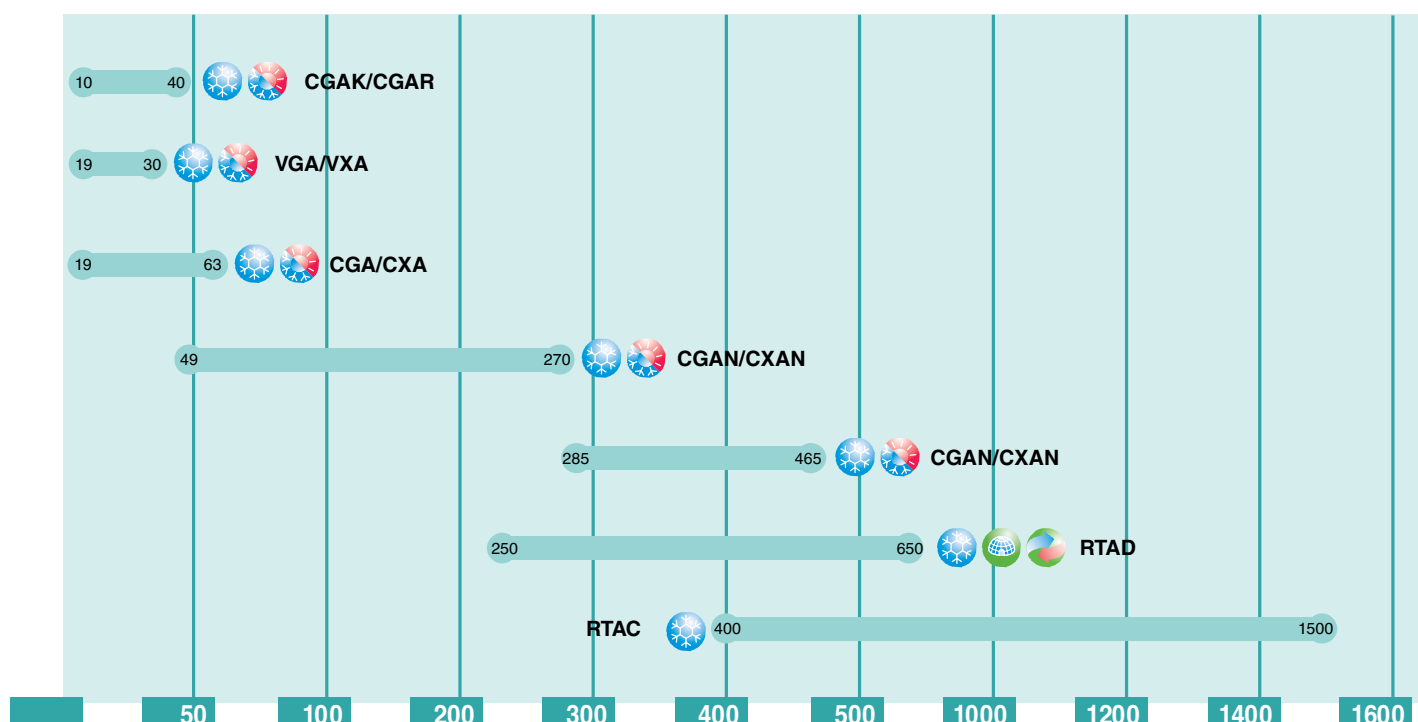 10 40 CGAK/CGAR
19 30 VGA/VXA
19 63 CGA/CXA
49 270 CGAN/CXAN
285 465 CGAN/CXAN
250 650 RTAD
RTAC 400 1500
50 100 200 300 400 500 1000 1200 1400 1600